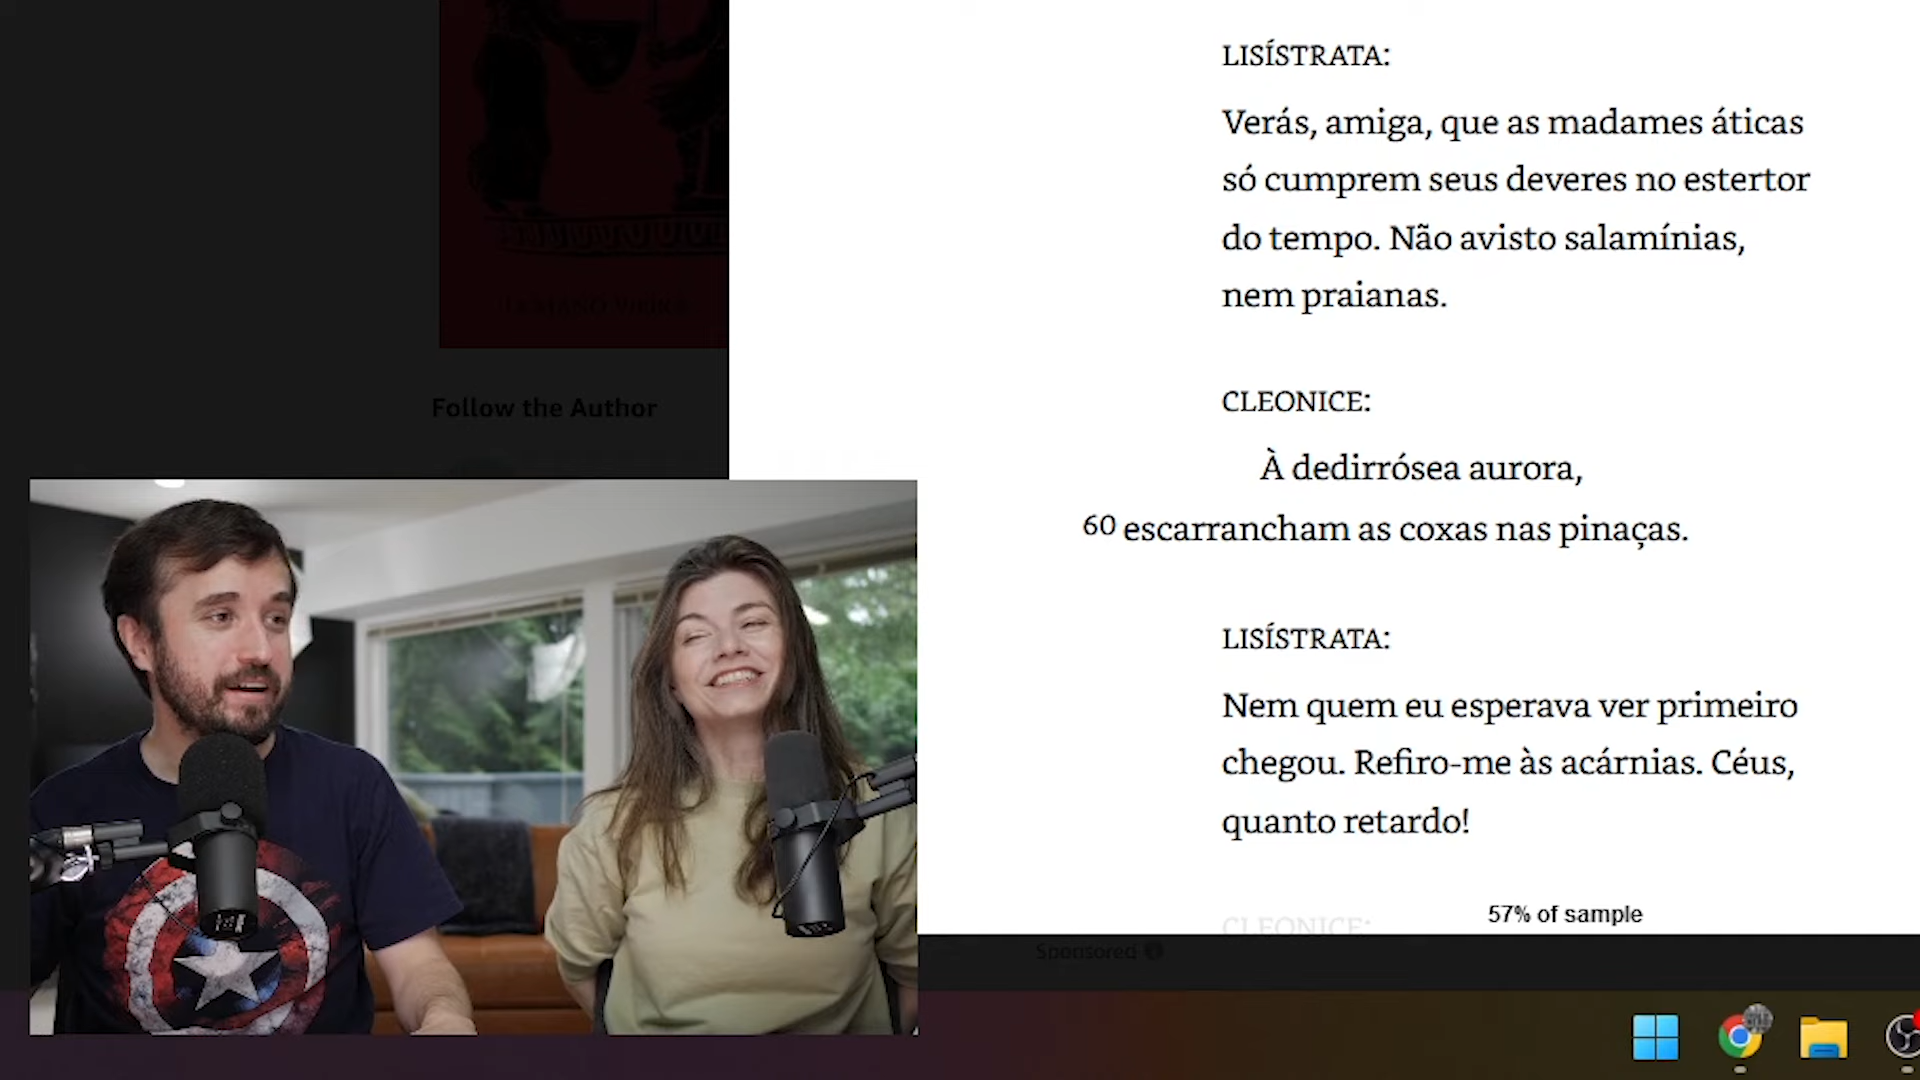 LISÍSTRATA:
Verás, amiga, que as madames áticas
só cumprem seus deveres no estertor
do tempo. Não avisto salamínias,
nem praianas.
CLEONICE:
À dedirrósea aurora,
60 escarrancham as coxas nas pinaças.
LISÍSTRATA:
Nem quem eu esperava ver primeiro
chegou. Refiro-me às acárnias. Céus,
quanto retardo!
CLEONICE:
57% of sample
Follow the Author
Sponsored